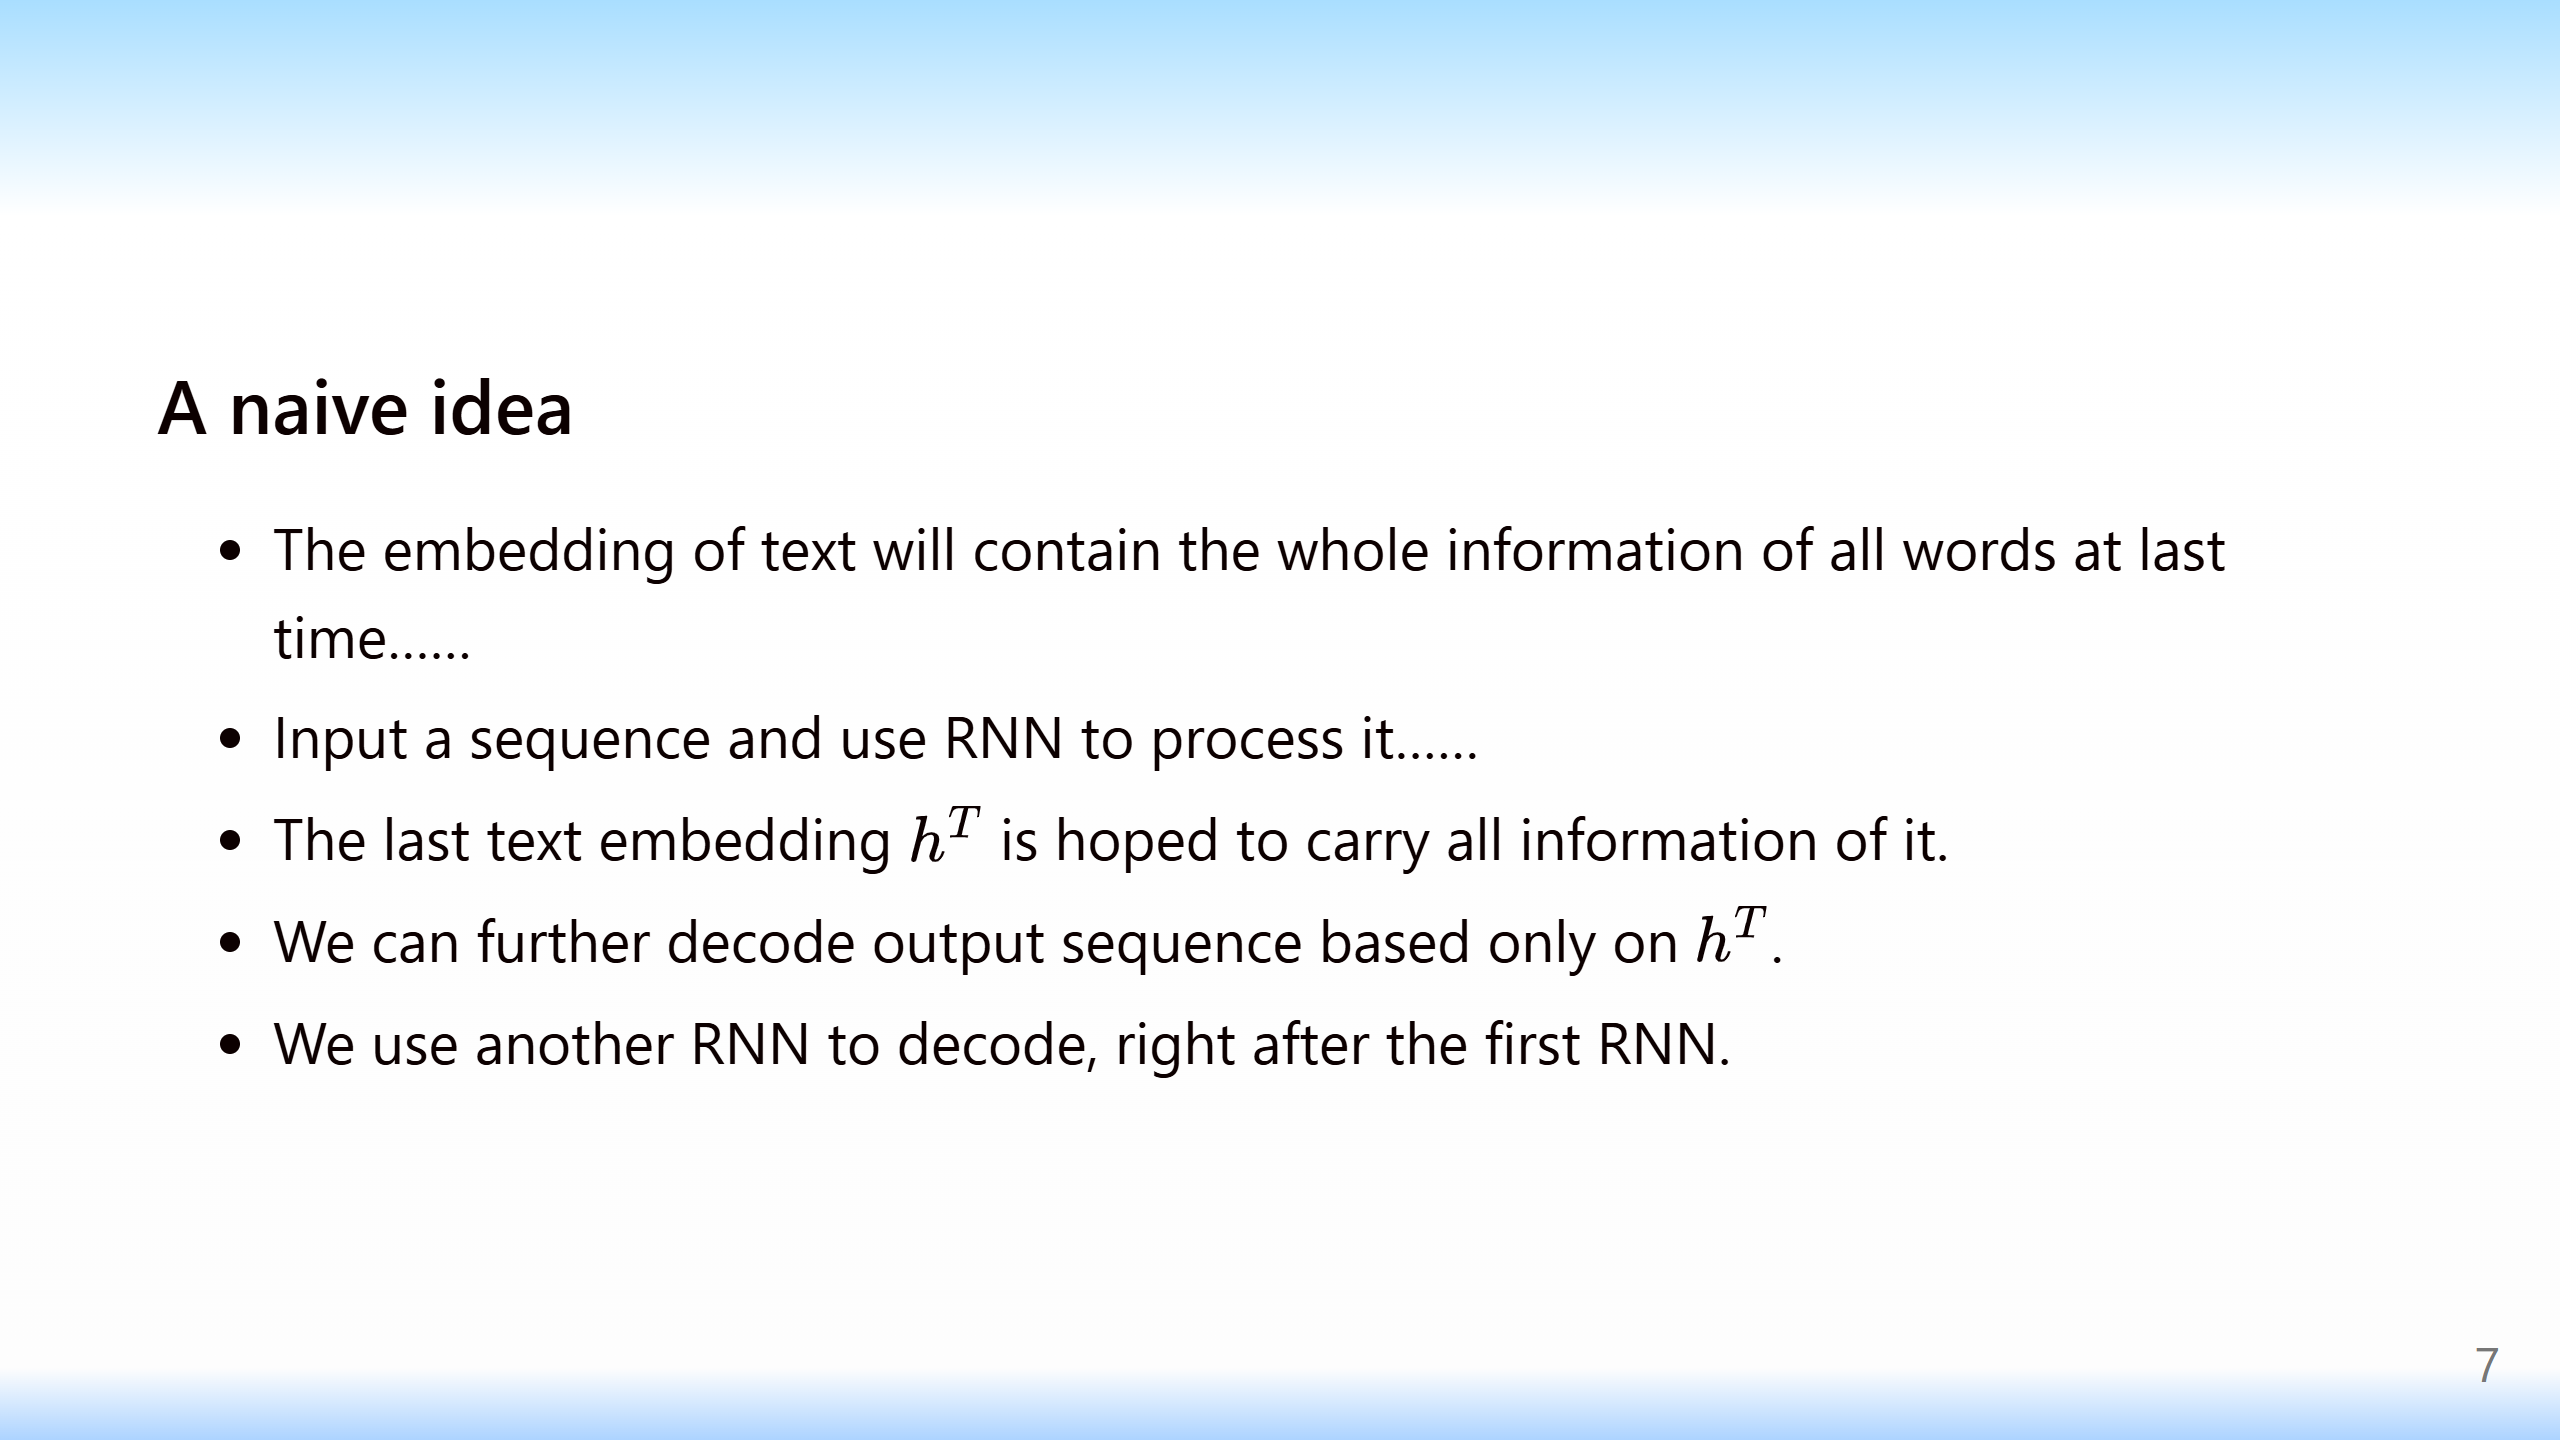 A naive idea
• The embedding of text will contain the whole information of all words at last
time......
• Input a sequence and use RNN to process it......
• The last text embedding $h^T$ is hoped to carry all information of it.
• We can further decode output sequence based only on $h^T$.
• We use another RNN to decode, right after the first RNN.
7